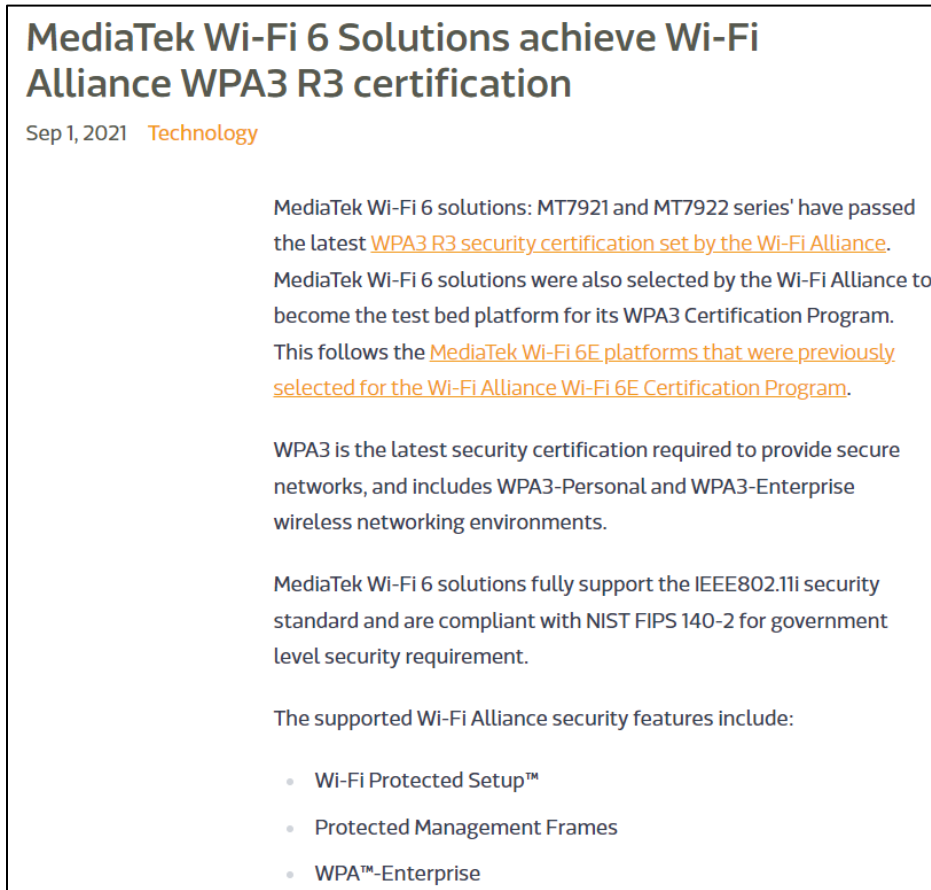 MediaTek Wi-Fi 6 Solutions achieve Wi-Fi
Alliance WPA3 R3 certification
Sep 1, 2021 Technology
MediaTek Wi-Fi 6 solutions: MT7921 and MT7922 series' have passed
the latest WPA3 R3 security certification set by the Wi-Fi Alliance.
MediaTek Wi-Fi 6 solutions were also selected by the Wi-Fi Alliance to
become the test bed platform for its WPA3 Certification Program.
This follows the MediaTek Wi-Fi 6E platforms that were previously
selected for the Wi-Fi Alliance Wi-Fi 6E Certification Program.
WPA3 is the latest security certification required to provide secure
networks, and includes WPA3-Personal and WPA3-Enterprise
wireless networking environments.
MediaTek Wi-Fi 6 solutions fully support the IEEE802.11i security
standard and are compliant with NIST FIPS 140-2 for government
level security requirement.
The supported Wi-Fi Alliance security features include:
• Wi-Fi Protected Setup™
• Protected Management Frames
• WPA™-Enterprise